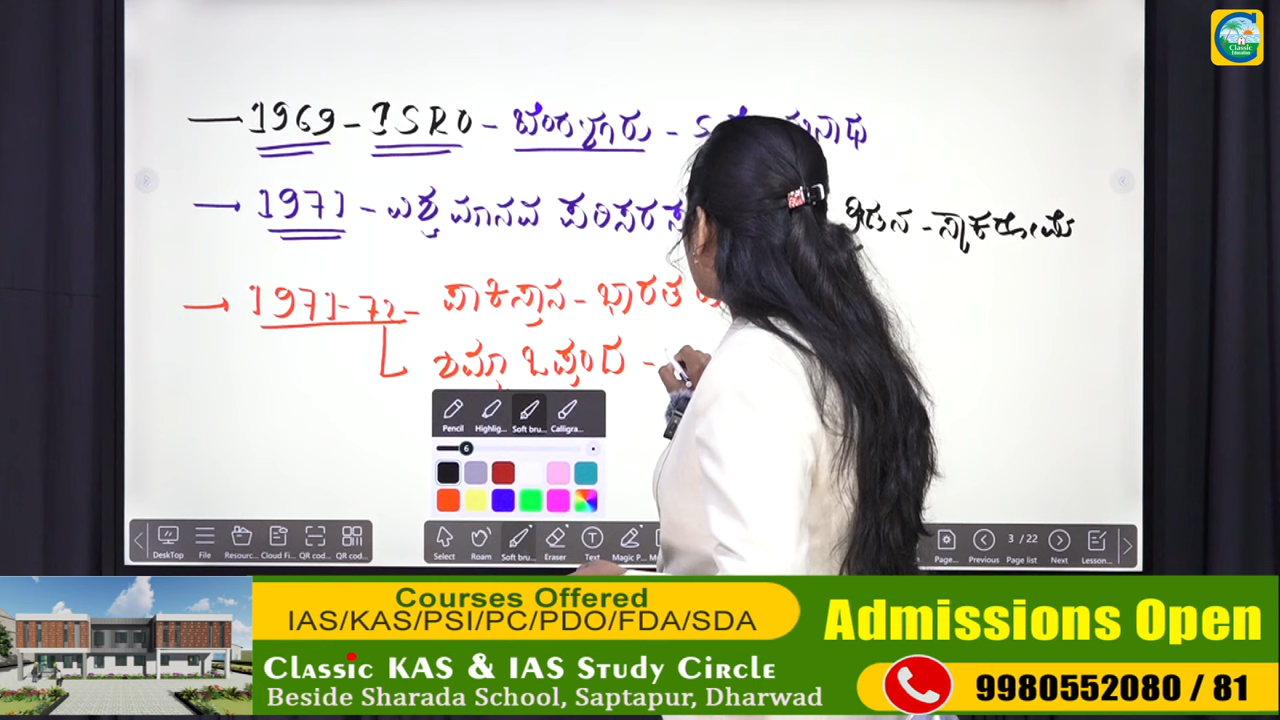 Classic
Education
1969 - ISRO - ಬೆಂಗಳೂರು -
1971 - ವಿಶ್ವ ಮಾನವ ಪರಿಸರ - ಸ್ಟಾಕ್‌ರೋಮ್
1971-72 - ಪಾಕಿಸ್ತಾನ - ಭಾರತ
ಶಿಮ್ಲಾ ಒಪ್ಪಂದ -
Pencil Highlig... Soft bru... Calligra...
6
DeskTop File Resourc... Cloud Fi... QR cod... QR cod... Select Roam Soft br... Eraser Text Magic P... Page... Previous 3 / 22 Page list Next Lesson...
Courses Offered
IAS/KAS/PSI/PC/PDO/FDA/SDA
Admissions Open
Classic KAS & IAS Study Circle
Beside Sharada School, Saptapur, Dharwad
9980552080 / 81